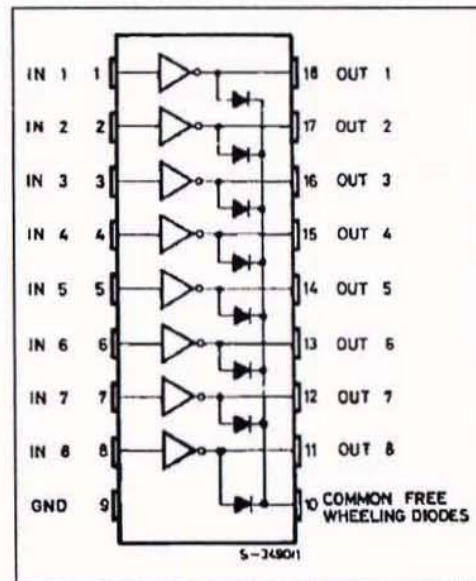 IN 1 1 18 OUT 1
IN 2 2 17 OUT 2
IN 3 3 16 OUT 3
IN 4 4 15 OUT 4
IN 5 5 14 OUT 5
IN 6 6 13 OUT 6
IN 7 7 12 OUT 7
IN 8 8 11 OUT 8
GND 9 10 COMMON FREE
WHEELING DIODES
S-3490/1